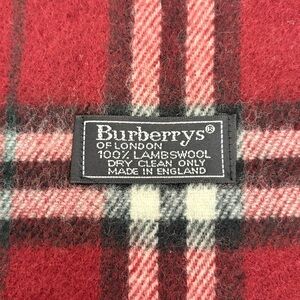 Burberrys®
OF LONDON
100% LAMBSWOOL
DRY CLEAN ONLY
MADE IN ENGLAND